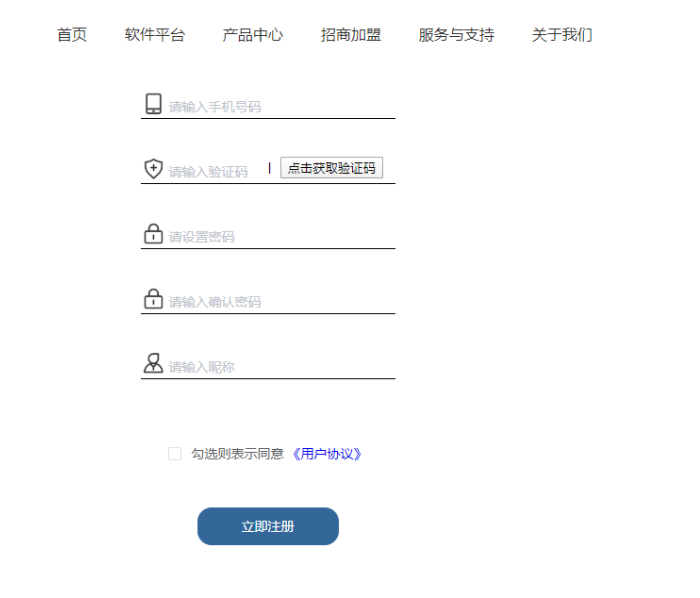 首页 软件平台 产品中心 招商加盟 服务与支持 关于我们
请输入手机号码
请输入验证码 | 点击获取验证码
请设置密码
请输入确认密码
请输入昵称
勾选则表示同意 《用户协议》
立即注册